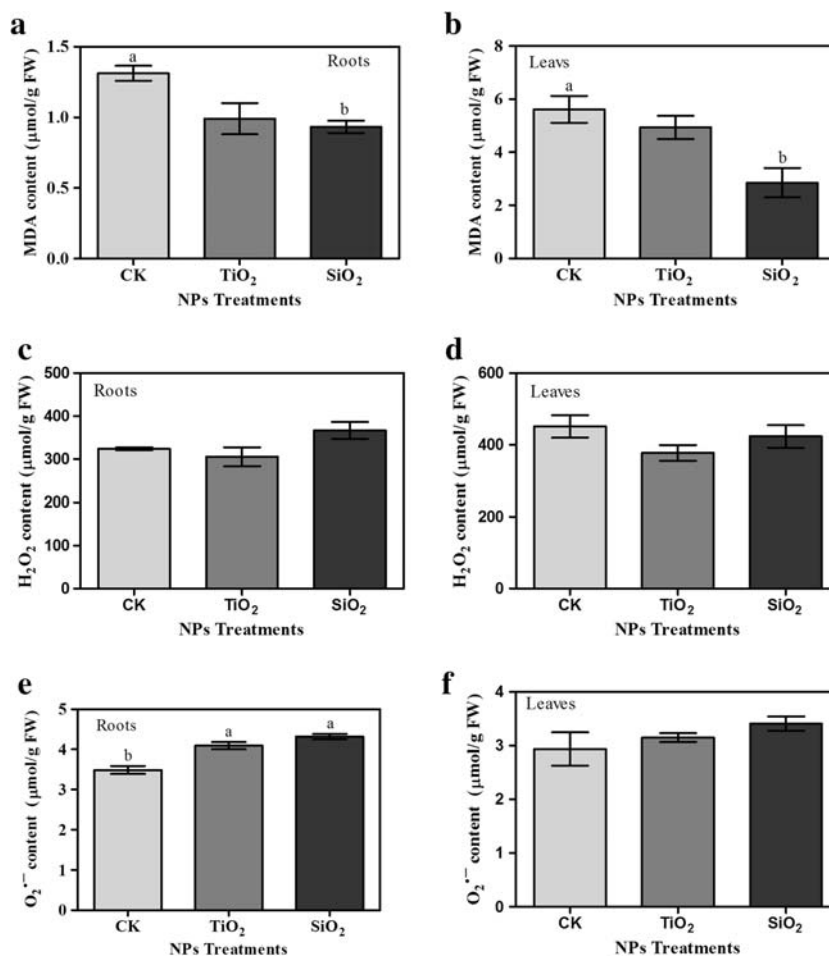 a
MDA content (μmol/g FW)
1.5
1.0
0.5
0.0
Roots
a
b
CK TiO₂ SiO₂
NPs Treatments
b
MDA content (μmol/g FW)
8
6
4
2
0
Leavs
a
b
CK TiO₂ SiO₂
NPs Treatments
c
H₂O₂ content (μmol/g FW)
500
400
300
200
100
0
Roots
CK TiO₂ SiO₂
NPs Treatments
d
H₂O₂ content (μmol/g FW)
600
400
200
0
Leaves
CK TiO₂ SiO₂
NPs Treatments
e
O₂•− content (μmol/g FW)
5
4
3
2
1
0
Roots
b
a
a
CK TiO₂ SiO₂
NPs Treatments
f
O₂•− content (μmol/g FW)
4
3
2
1
0
Leaves
CK TiO₂ SiO₂
NPs Treatments